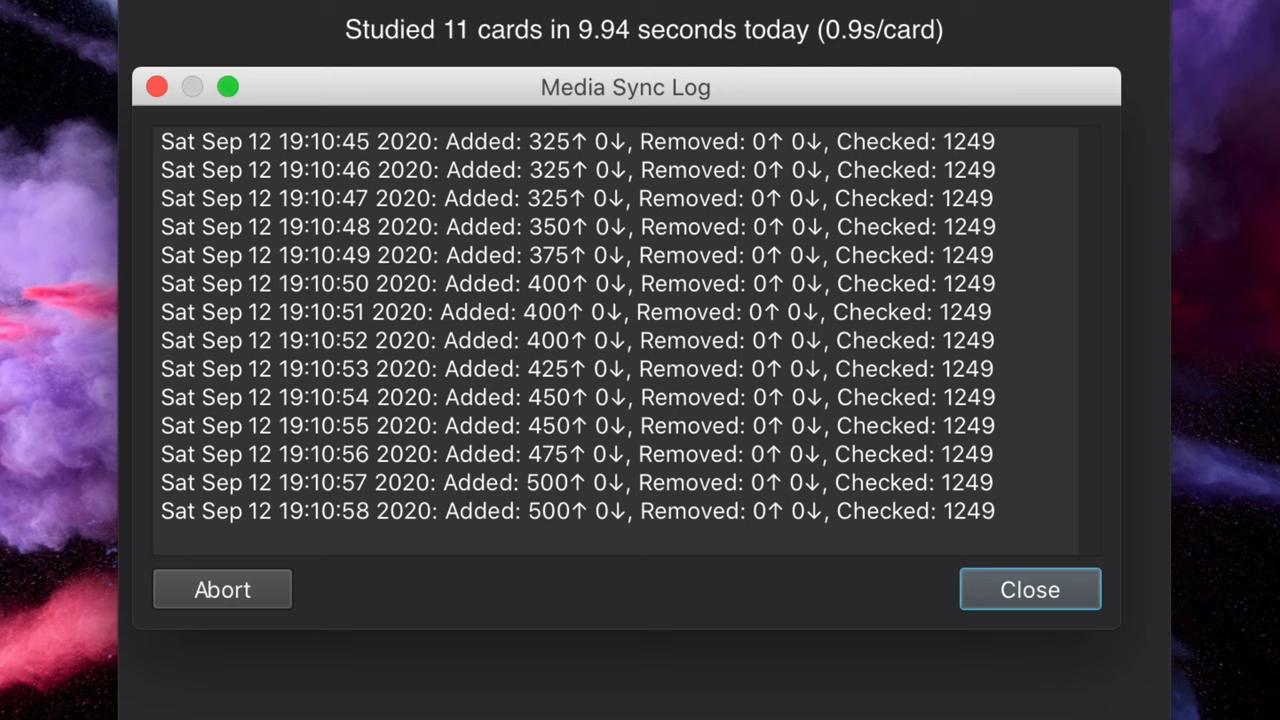 Studied 11 cards in 9.94 seconds today (0.9s/card)
Media Sync Log
Sat Sep 12 19:10:45 2020: Added: 325↑ 0↓, Removed: 0↑ 0↓, Checked: 1249
Sat Sep 12 19:10:46 2020: Added: 325↑ 0↓, Removed: 0↑ 0↓, Checked: 1249
Sat Sep 12 19:10:47 2020: Added: 325↑ 0↓, Removed: 0↑ 0↓, Checked: 1249
Sat Sep 12 19:10:48 2020: Added: 350↑ 0↓, Removed: 0↑ 0↓, Checked: 1249
Sat Sep 12 19:10:49 2020: Added: 375↑ 0↓, Removed: 0↑ 0↓, Checked: 1249
Sat Sep 12 19:10:50 2020: Added: 400↑ 0↓, Removed: 0↑ 0↓, Checked: 1249
Sat Sep 12 19:10:51 2020: Added: 400↑ 0↓, Removed: 0↑ 0↓, Checked: 1249
Sat Sep 12 19:10:52 2020: Added: 400↑ 0↓, Removed: 0↑ 0↓, Checked: 1249
Sat Sep 12 19:10:53 2020: Added: 425↑ 0↓, Removed: 0↑ 0↓, Checked: 1249
Sat Sep 12 19:10:54 2020: Added: 450↑ 0↓, Removed: 0↑ 0↓, Checked: 1249
Sat Sep 12 19:10:55 2020: Added: 450↑ 0↓, Removed: 0↑ 0↓, Checked: 1249
Sat Sep 12 19:10:56 2020: Added: 475↑ 0↓, Removed: 0↑ 0↓, Checked: 1249
Sat Sep 12 19:10:57 2020: Added: 500↑ 0↓, Removed: 0↑ 0↓, Checked: 1249
Sat Sep 12 19:10:58 2020: Added: 500↑ 0↓, Removed: 0↑ 0↓, Checked: 1249
Abort
Close